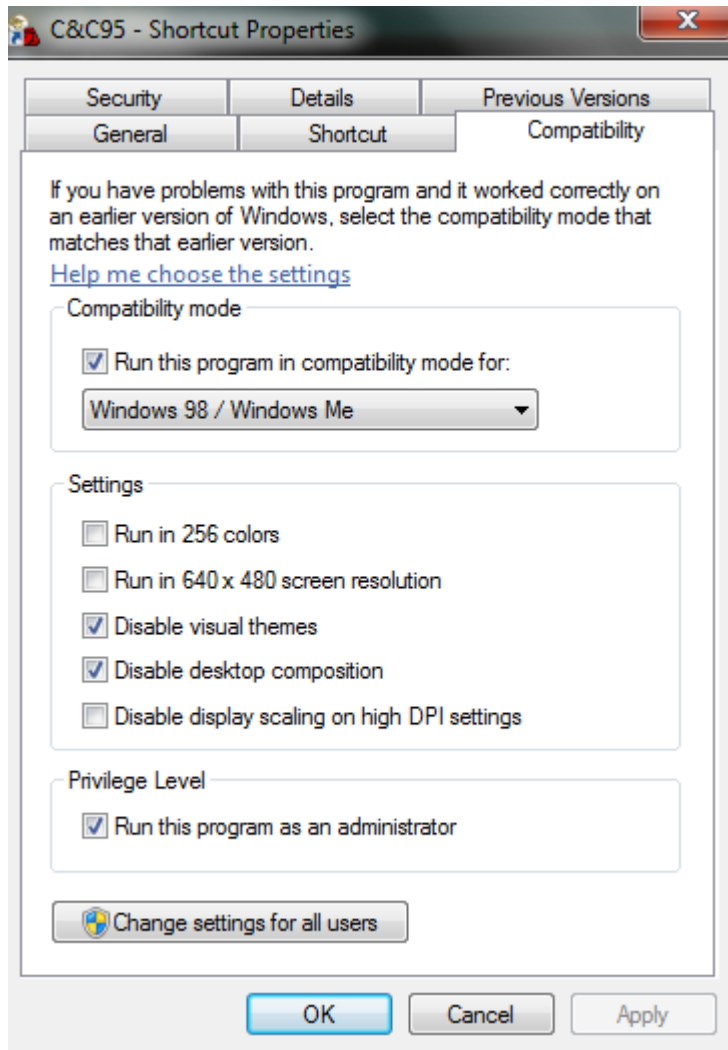 C&C95 - Shortcut Properties
Security Details Previous Versions
General Shortcut Compatibility
If you have problems with this program and it worked correctly on
an earlier version of Windows, select the compatibility mode that
matches that earlier version.
Help me choose the settings
Compatibility mode
Run this program in compatibility mode for:
Windows 98 / Windows Me
Settings
Run in 256 colors
Run in 640 x 480 screen resolution
Disable visual themes
Disable desktop composition
Disable display scaling on high DPI settings
Privilege Level
Run this program as an administrator
Change settings for all users
OK Cancel Apply